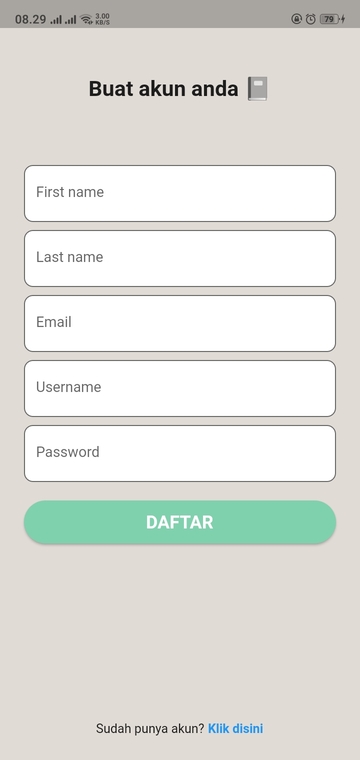 08.29 3.00 KB/S 79
Buat akun anda
First name
Last name
Email
Username
Password
DAFTAR
Sudah punya akun? Klik disini